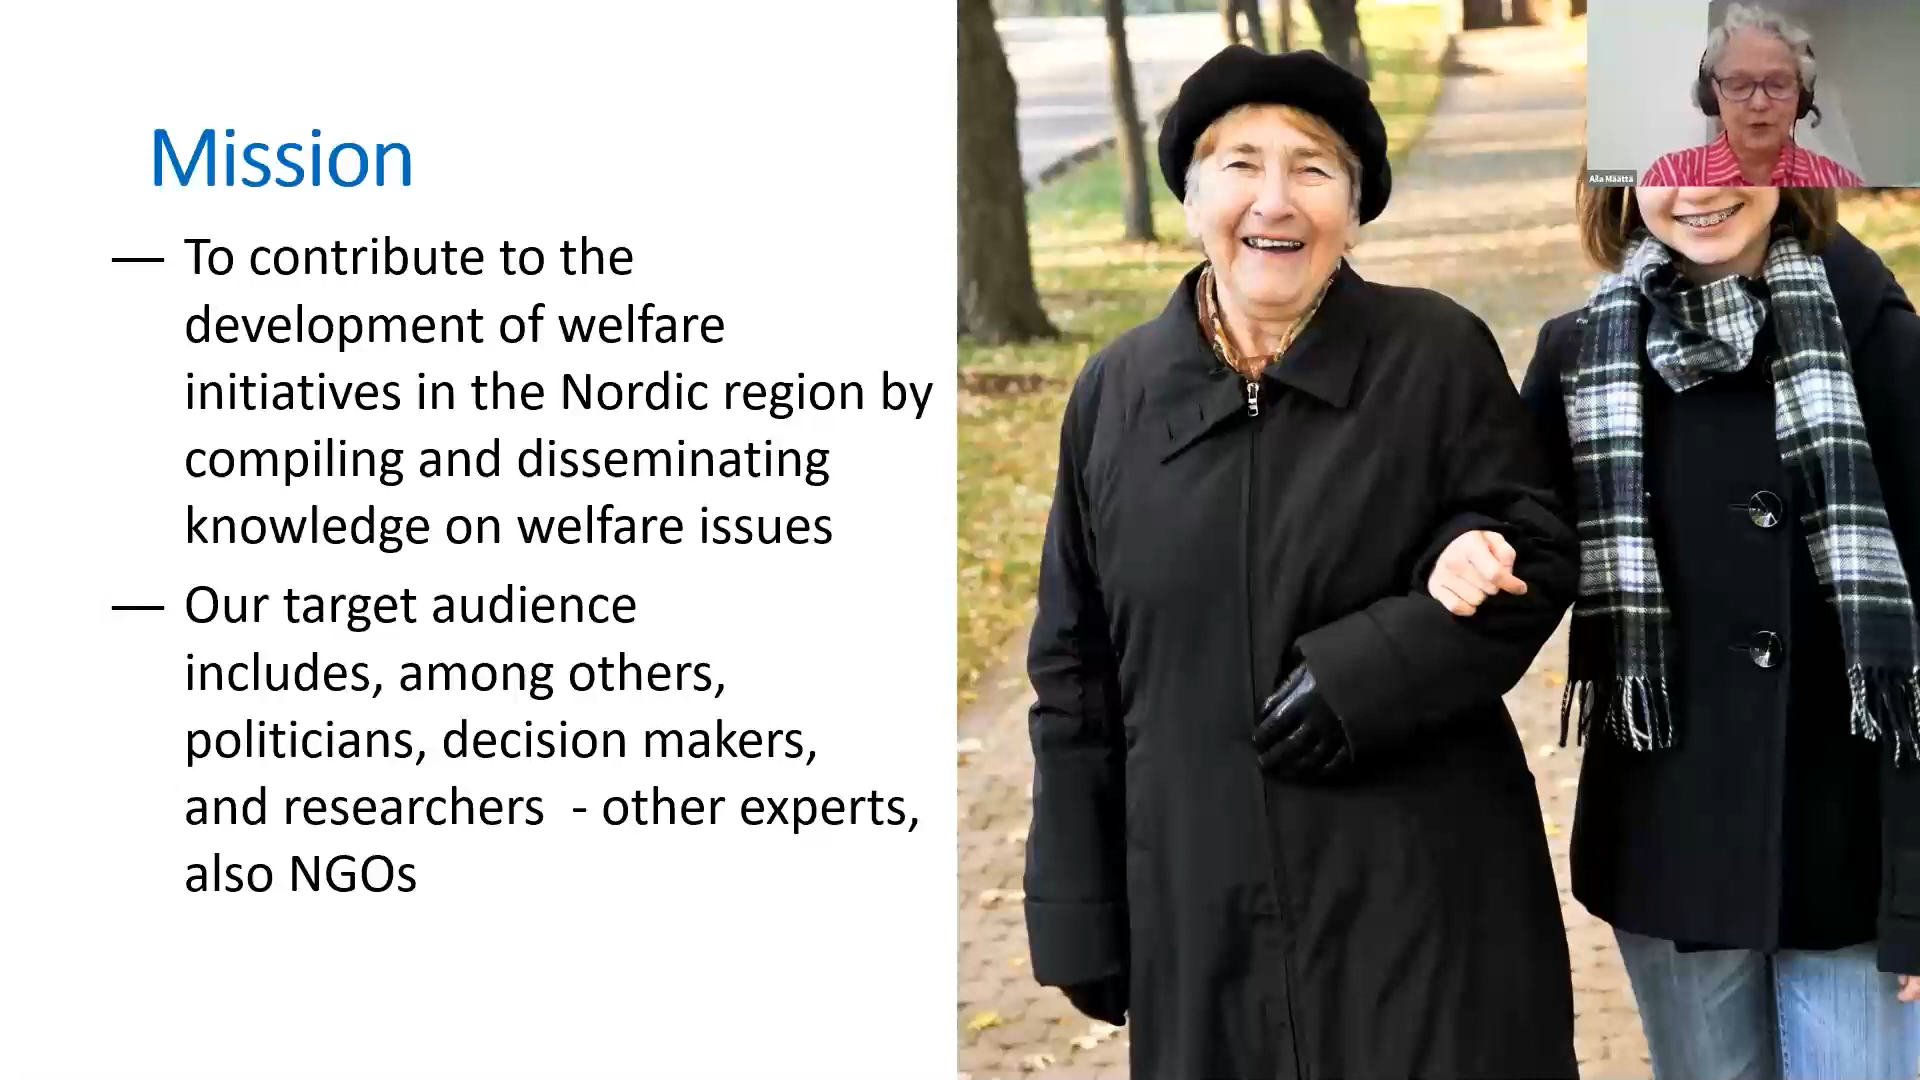 Mission
— To contribute to the
development of welfare
initiatives in the Nordic region by
compiling and disseminating
knowledge on welfare issues
— Our target audience
includes, among others,
politicians, decision makers,
and researchers  - other experts,
also NGOs
Aila Määttä